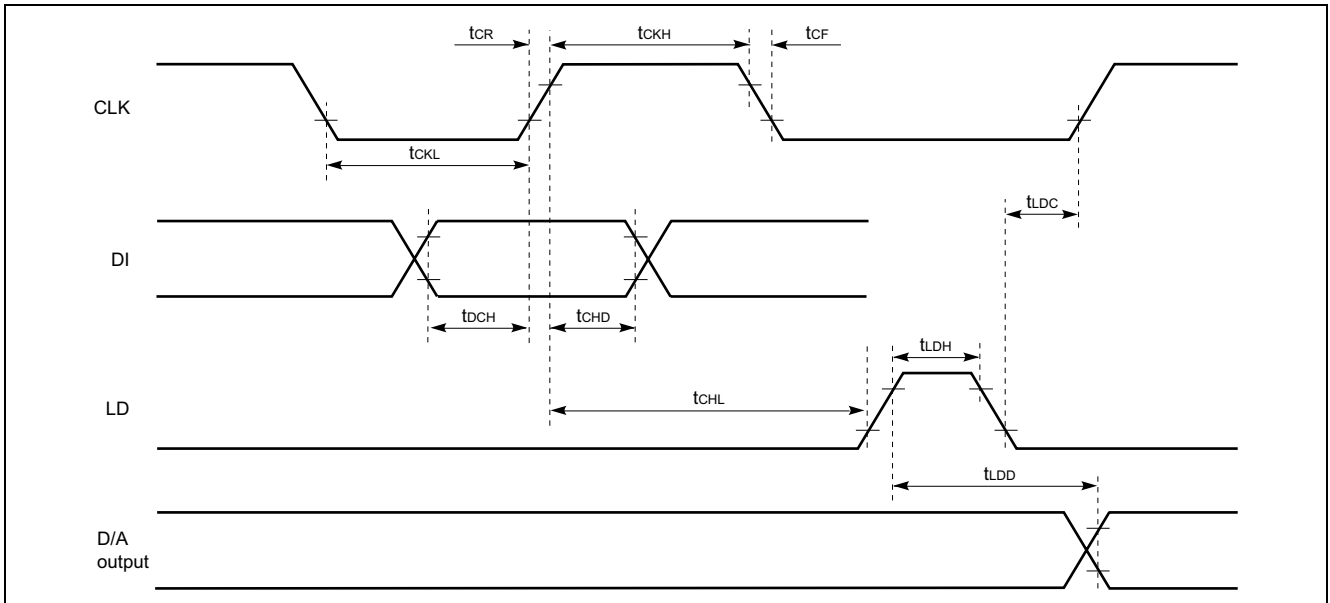 tCR
tCKH
tCF
CLK
tCKL
tLDC
DI
tDCH
tCHD
tLDH
tCHL
LD
tLDD
D/A
output